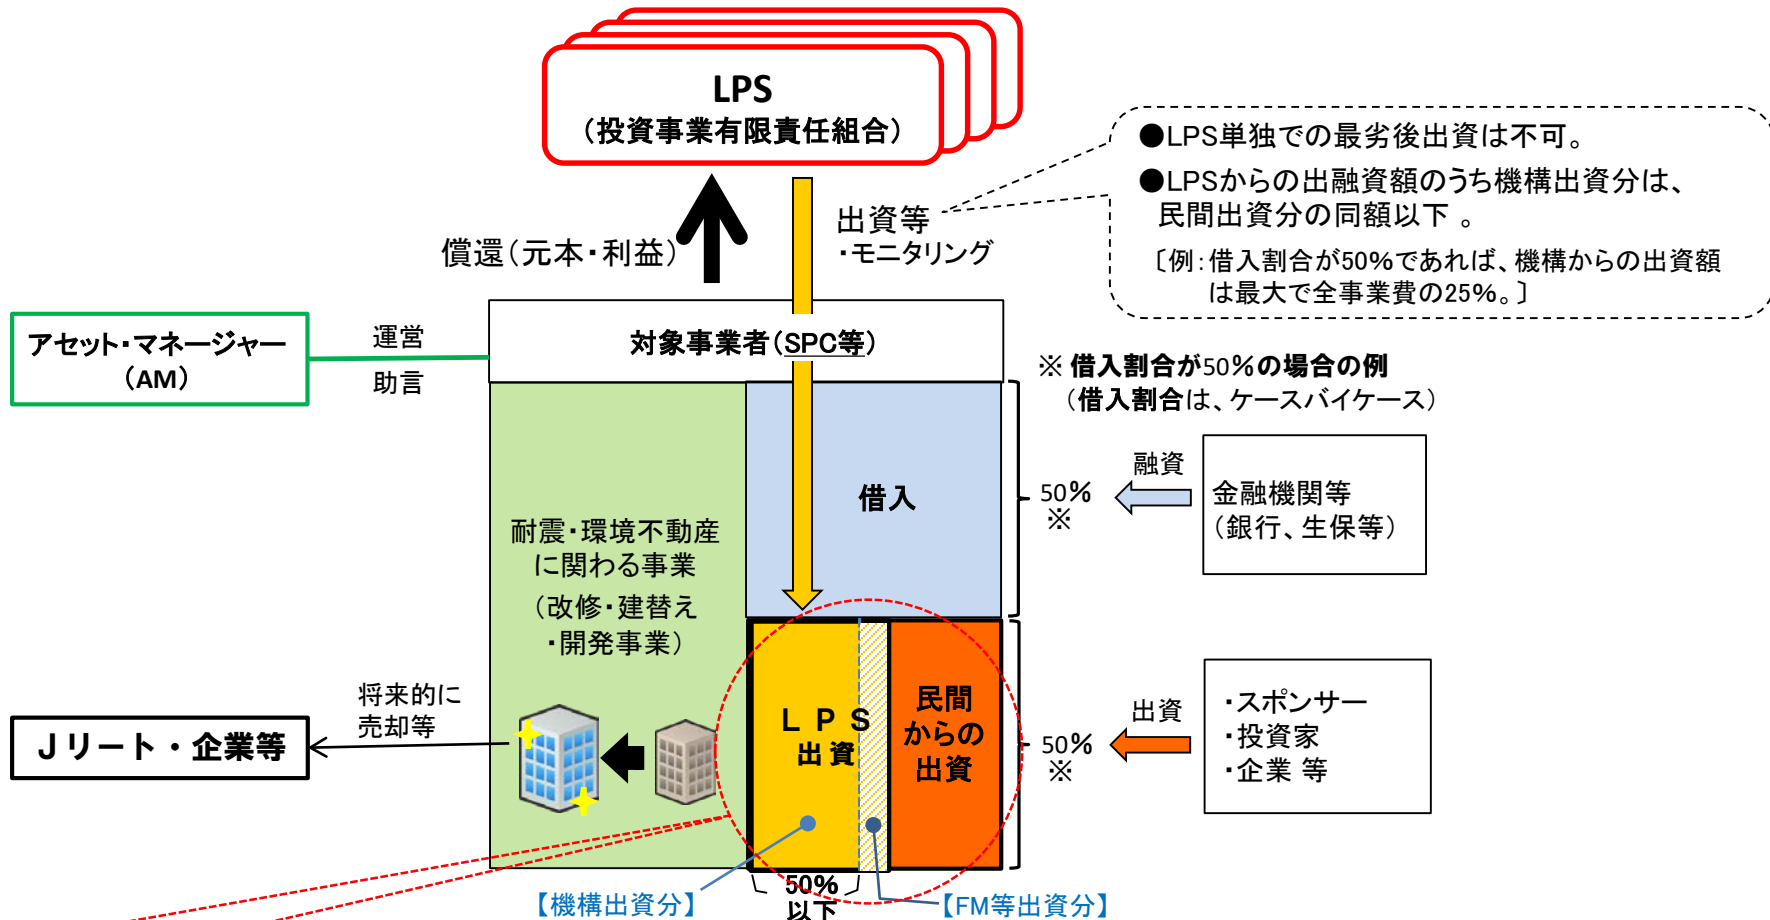 LPS
（投資事業有限責任組合）
●LPS単独での最劣後出資は不可。
●LPSからの出融資額のうち機構出資分は、
民間出資分の同額以下 。
〔例：借入割合が50%であれば、機構からの出資額
は最大で全事業費の25%。〕
出資等
・モニタリング
償還（元本・利益）
アセット・マネージャー
（AM）
運営
助言
対象事業者（SPC等）
※ 借入割合が50％の場合の例
（借入割合は、ケースバイケース）
借入
50%
※
融資
金融機関等
（銀行、生保等）
耐震・環境不動産
に関わる事業
（改修・建替え
・開発事業）
将来的に
売却等
Ｊリート・企業等
ＬＰＳ
出資
民間
からの
出資
50%
※
出資
・スポンサー
・投資家
・企業 等
50%
以下
【機構出資分】
【FM等出資分】